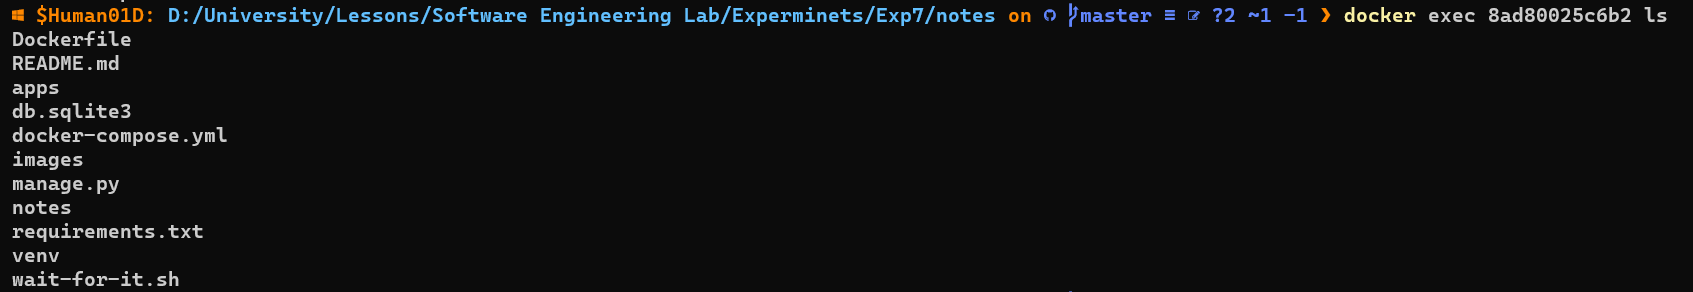 $Human01D: D:/University/Lessons/Software Engineering Lab/Experminets/Exp7/notes on master ≡ ?2 ~1 -1 ❯ docker exec 8ad80025c6b2 ls
Dockerfile
README.md
apps
db.sqlite3
docker-compose.yml
images
manage.py
notes
requirements.txt
venv
wait-for-it.sh